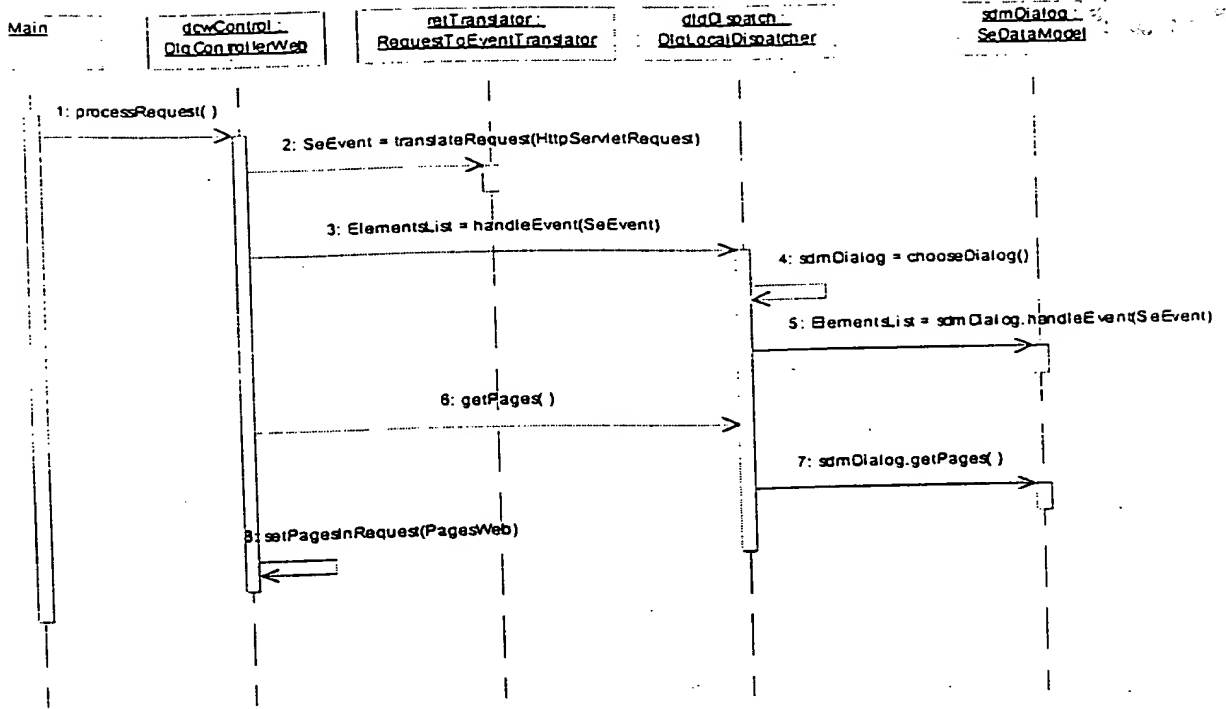 Main
dcwControl :
DlgControllerWeb
retTranslator :
RequestToEventTranslator
dldDispatch :
DlgLocalDispatcher
sdmDialog :
SeDataModel
1: processRequest( )
2: SeEvent = translateRequest(HttpServletRequest)
3: ElementsList = handleEvent(SeEvent)
4: sdmDialog = chooseDialog()
5: ElementsList = sdmDialog.handleEvent(SeEvent)
6: getPages( )
7: sdmDialog.getPages( )
8: setPagesInRequest(PagesWeb)